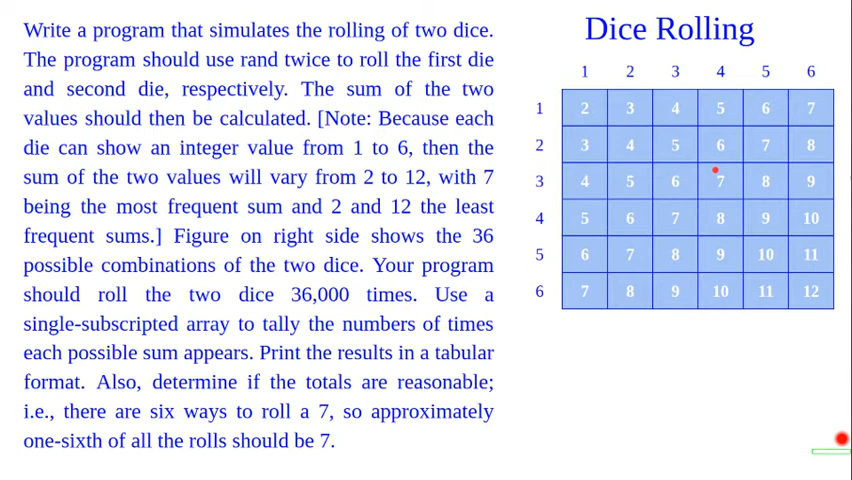 Write a program that simulates the rolling of two dice.
The program should use rand twice to roll the first die
and second die, respectively. The sum of the two
values should then be calculated. [Note: Because each
die can show an integer value from 1 to 6, then the
sum of the two values will vary from 2 to 12, with 7
being the most frequent sum and 2 and 12 the least
frequent sums.] Figure on right side shows the 36
possible combinations of the two dice. Your program
should roll the two dice 36,000 times. Use a
single-subscripted array to tally the numbers of times
each possible sum appears. Print the results in a tabular
format. Also, determine if the totals are reasonable;
i.e., there are six ways to roll a 7, so approximately
one-sixth of all the rolls should be 7.
Dice Rolling
1 2 3 4 5 6
1 2 3 4 5 6 7
2 3 4 5 6 7 8
3 4 5 6 7 8 9
4 5 6 7 8 9 10
5 6 7 8 9 10 11
6 7 8 9 10 11 12